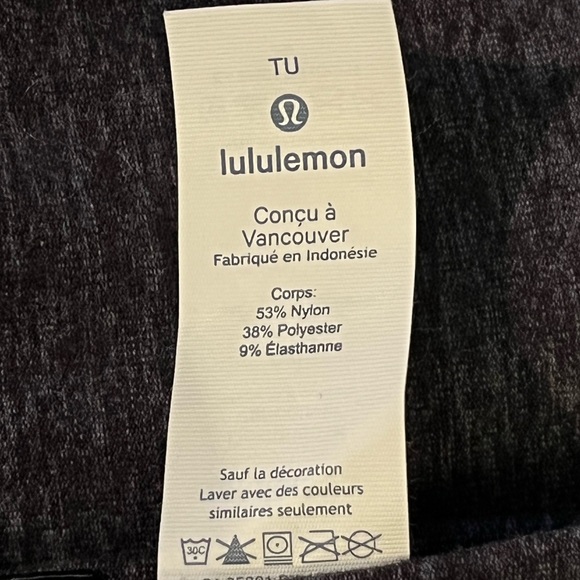 TU
lululemon
Conçu à
Vancouver
Fabriqué en Indonésie
Corps:
53% Nylon
38% Polyester
9% Élasthanne
Sauf la décoration
Laver avec des couleurs
similaires seulement
30C